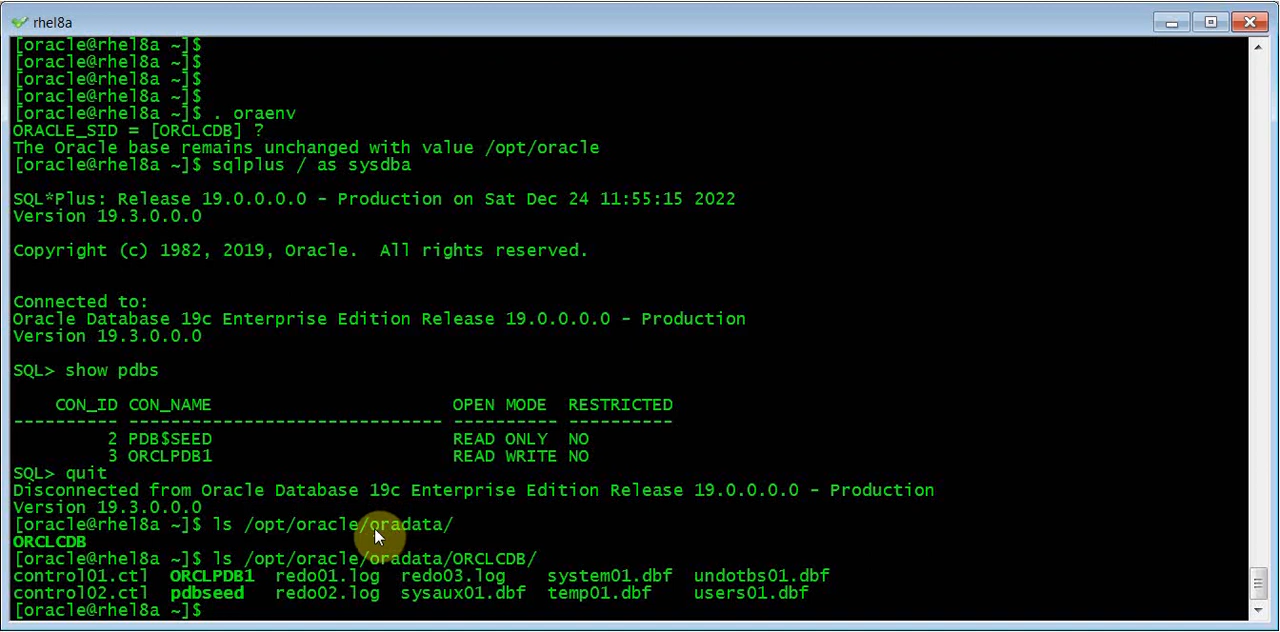 rhel8a
[oracle@rhel8a ~]$
[oracle@rhel8a ~]$
[oracle@rhel8a ~]$
[oracle@rhel8a ~]$
[oracle@rhel8a ~]$ . oraenv
ORACLE_SID = [ORCLCDB] ?
The Oracle base remains unchanged with value /opt/oracle
[oracle@rhel8a ~]$ sqlplus / as sysdba
SQL*Plus: Release 19.0.0.0.0 - Production on Sat Dec 24 11:55:15 2022
Version 19.3.0.0.0
Copyright (c) 1982, 2019, Oracle.  All rights reserved.
Connected to:
Oracle Database 19c Enterprise Edition Release 19.0.0.0.0 - Production
Version 19.3.0.0.0
SQL> show pdbs
    CON_ID CON_NAME                       OPEN MODE  RESTRICTED
---------- ------------------------------ ---------- ----------
         2 PDB$SEED                       READ ONLY  NO
         3 ORCLPDB1                       READ WRITE NO
SQL> quit
Disconnected from Oracle Database 19c Enterprise Edition Release 19.0.0.0.0 - Production
Version 19.3.0.0.0
[oracle@rhel8a ~]$ ls /opt/oracle/oradata/
ORCLCDB
[oracle@rhel8a ~]$ ls /opt/oracle/oradata/ORCLCDB/
control01.ctl  ORCLPDB1  redo01.log  redo03.log    system01.dbf  undotbs01.dbf
control02.ctl  pdbseed   redo02.log  sysaux01.dbf  temp01.dbf    users01.dbf
[oracle@rhel8a ~]$